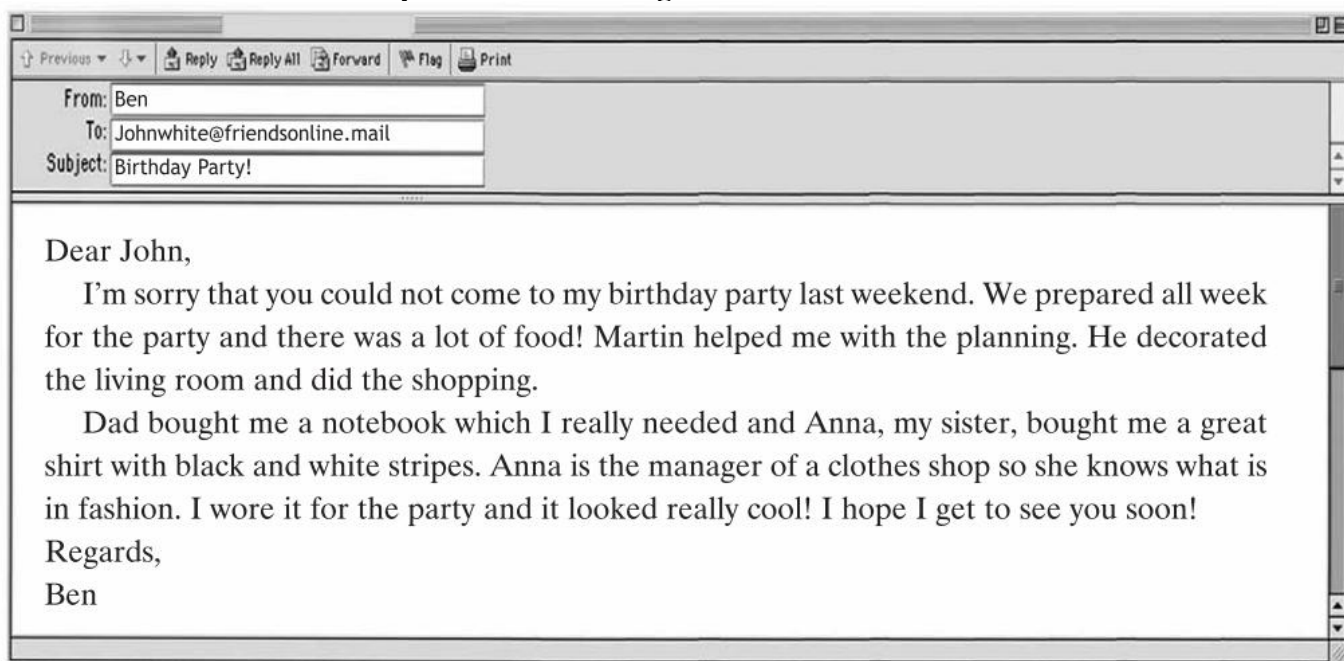 Previous Reply Reply All Forward Flag Print
From: Ben
To: Johnwhite@friendsonline.mail
Subject: Birthday Party!
Dear John,
I'm sorry that you could not come to my birthday party last weekend. We prepared all week
for the party and there was a lot of food! Martin helped me with the planning. He decorated
the living room and did the shopping.
Dad bought me a notebook which I really needed and Anna, my sister, bought me a great
shirt with black and white stripes. Anna is the manager of a clothes shop so she knows what is
in fashion. I wore it for the party and it looked really cool! I hope I get to see you soon!
Regards,
Ben